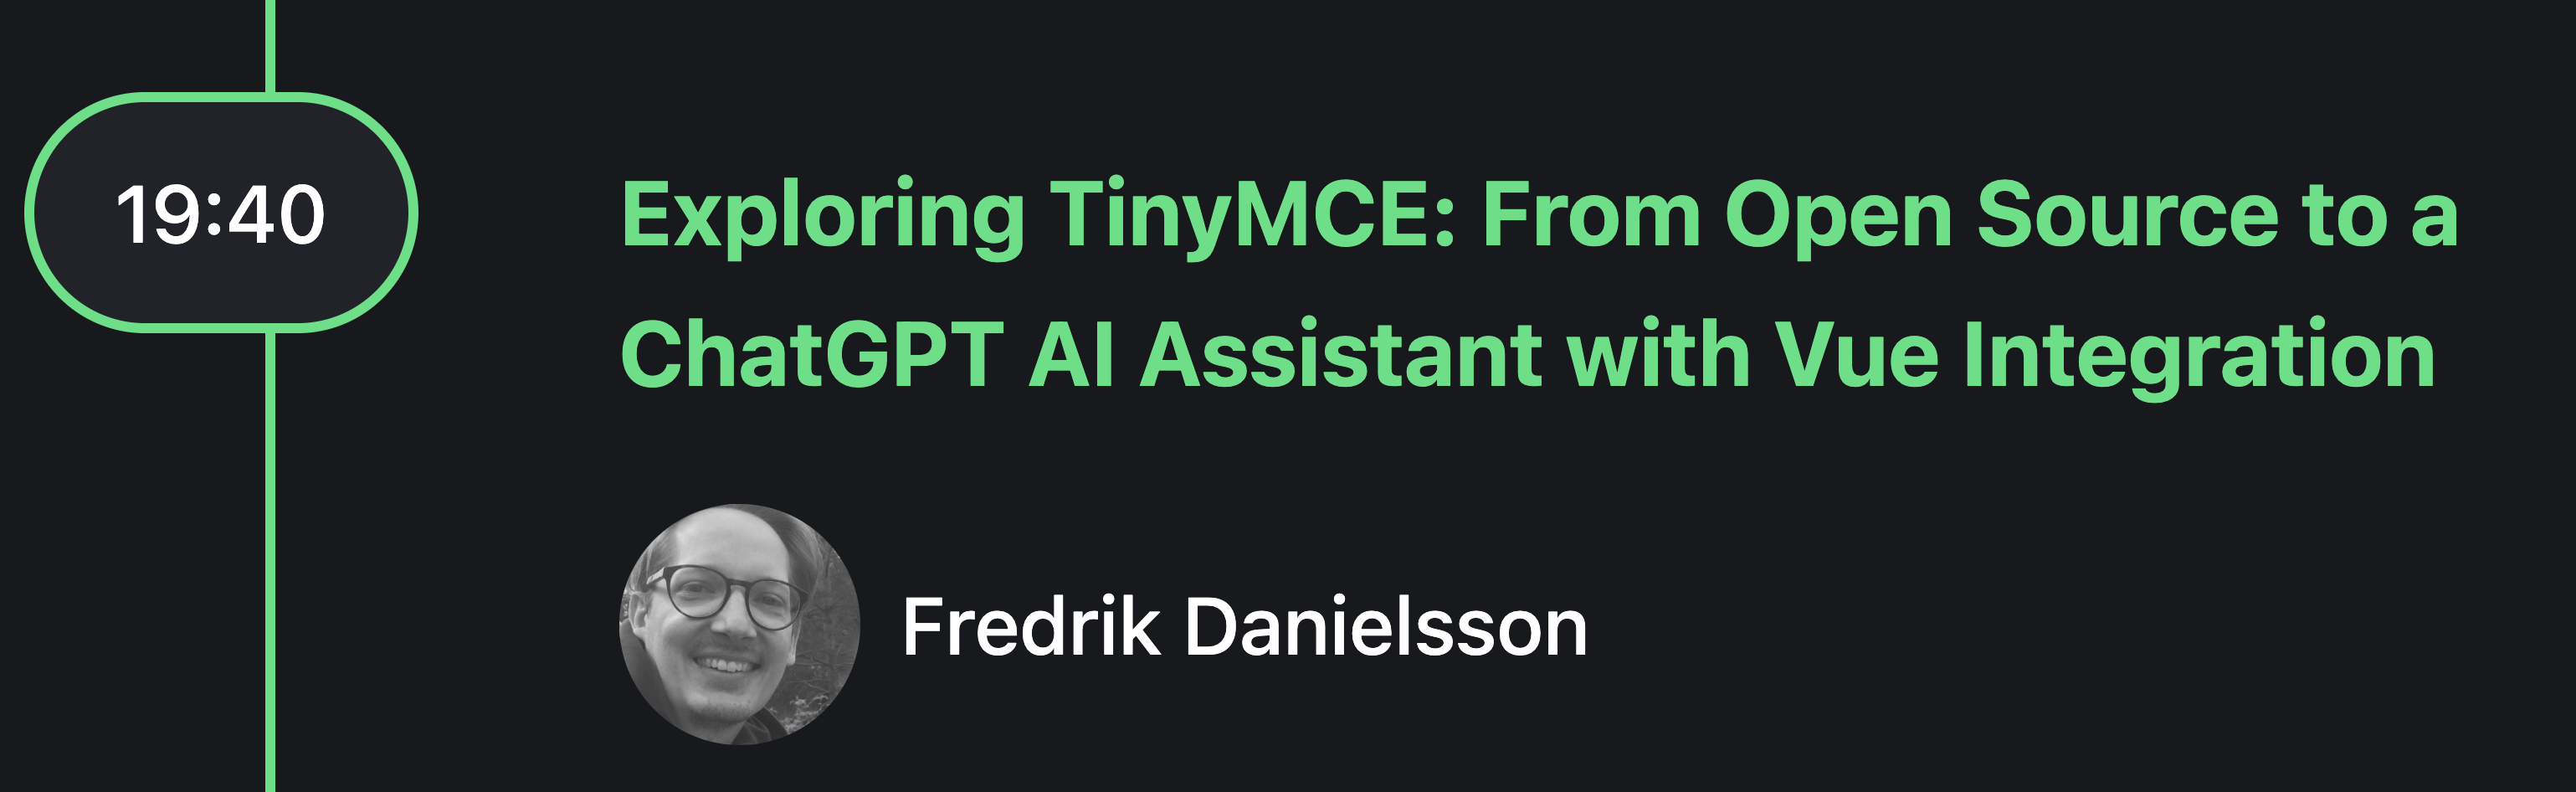 19:40
Exploring TinyMCE: From Open Source to a
ChatGPT AI Assistant with Vue Integration
Fredrik Danielsson